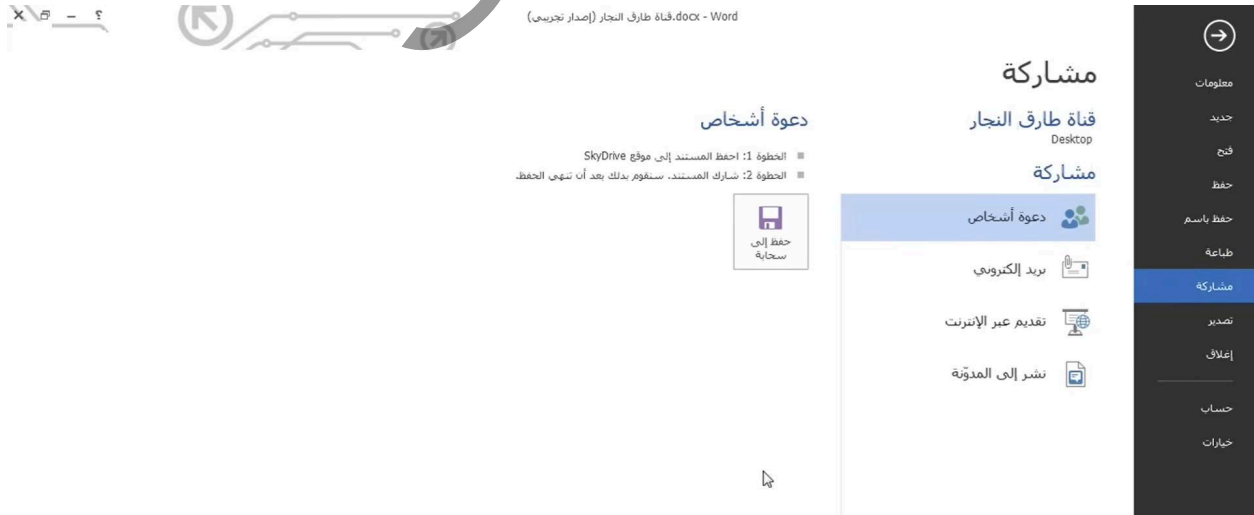 قناة طارق النجار (إصدار تجريبي).docx - Word
؟
معلومات
جديد
فتح
حفظ
حفظ باسم
طباعة
مشاركة
تصدير
إغلاق
حساب
خيارات
مشاركة
قناة طارق النجار
Desktop
مشاركة
دعوة أشخاص
بريد إلكتروني
تقديم عبر الإنترنت
نشر إلى المدوّنة
دعوة أشخاص
الخطوة 1: احفظ المستند إلى موقع SkyDrive
الخطوة 2: شارك المستند. سنقوم بذلك بعد أن تنهي الحفظ.
حفظ إلى
سحابة